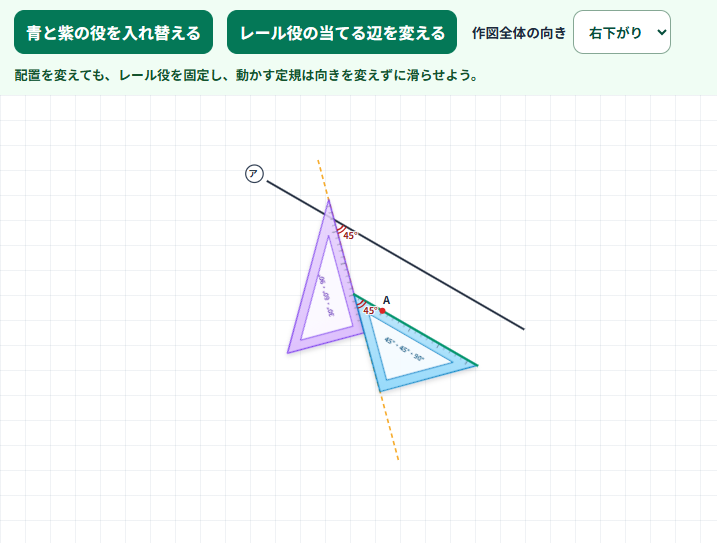 青と紫の役を入れ替える
レール役の当てる辺を変える
作図全体の向き
右下がり
配置を変えても、レール役を固定し、動かす定規は向きを変えずに滑らせよう。
ア
45°
A
45°
30°・60°・90°
45°・45°・90°